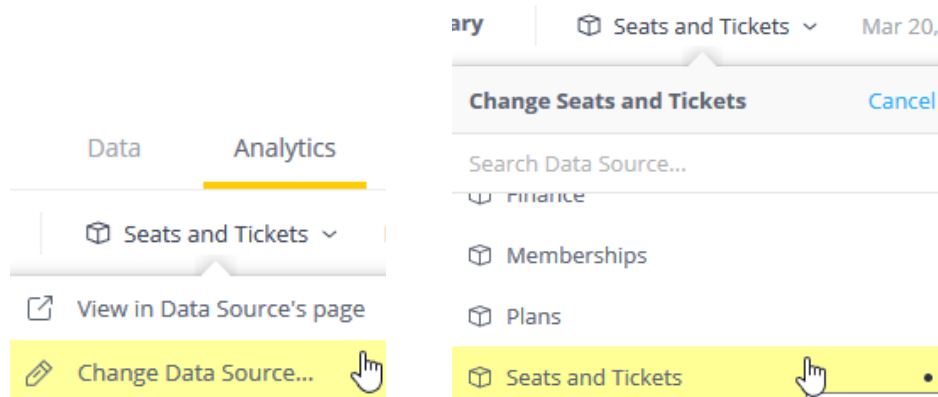 Data Analytics
Seats and Tickets
View in Data Source's page
Change Data Source...
ary Seats and Tickets Mar 20,
Change Seats and Tickets Cancel
Search Data Source...
Finance
Memberships
Plans
Seats and Tickets